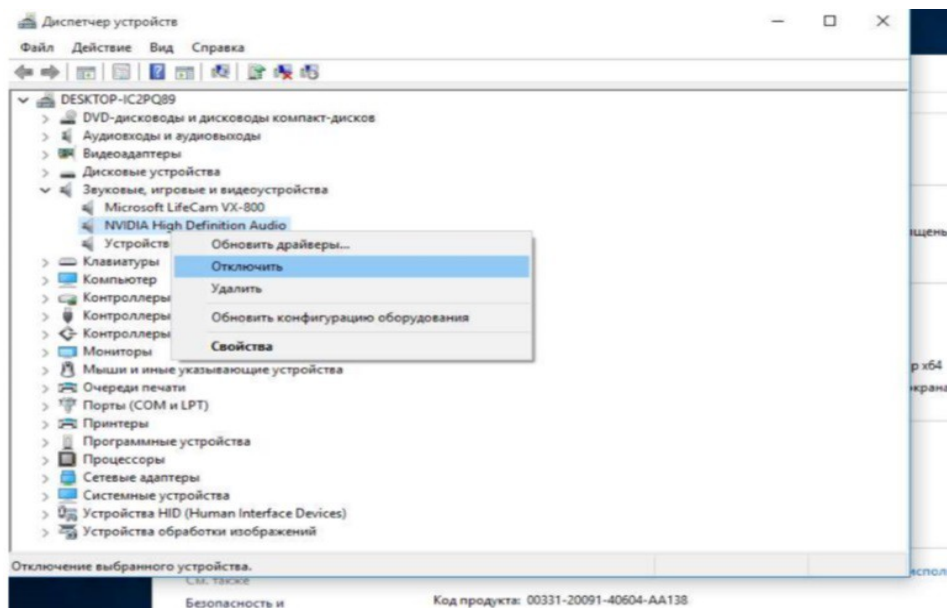 Диспетчер устройств
Файл Действие Вид Справка
DESKTOP-IC2PQ89
DVD-дисководы и дисководы компакт-дисков
Аудиовходы и аудиовыходы
Видеоадаптеры
Дисковые устройства
Звуковые, игровые и видеоустройства
Microsoft LifeCam VX-800
NVIDIA High Definition Audio
Устройств
Обновить драйверы...
Отключить
Удалить
Обновить конфигурацию оборудования
Свойства
Клавиатуры
Компьютер
Контроллеры
Контроллеры
Контроллеры
Мониторы
Мыши и иные указывающие устройства
Очереди печати
Порты (COM и LPT)
Принтеры
Программные устройства
Процессоры
Сетевые адаптеры
Системные устройства
Устройства HID (Human Interface Devices)
Устройства обработки изображений
Отключение выбранного устройства.
См. также
Безопасность и
Код продукта: 00331-20091-40604-AA138
щень
р x64
крана
испол